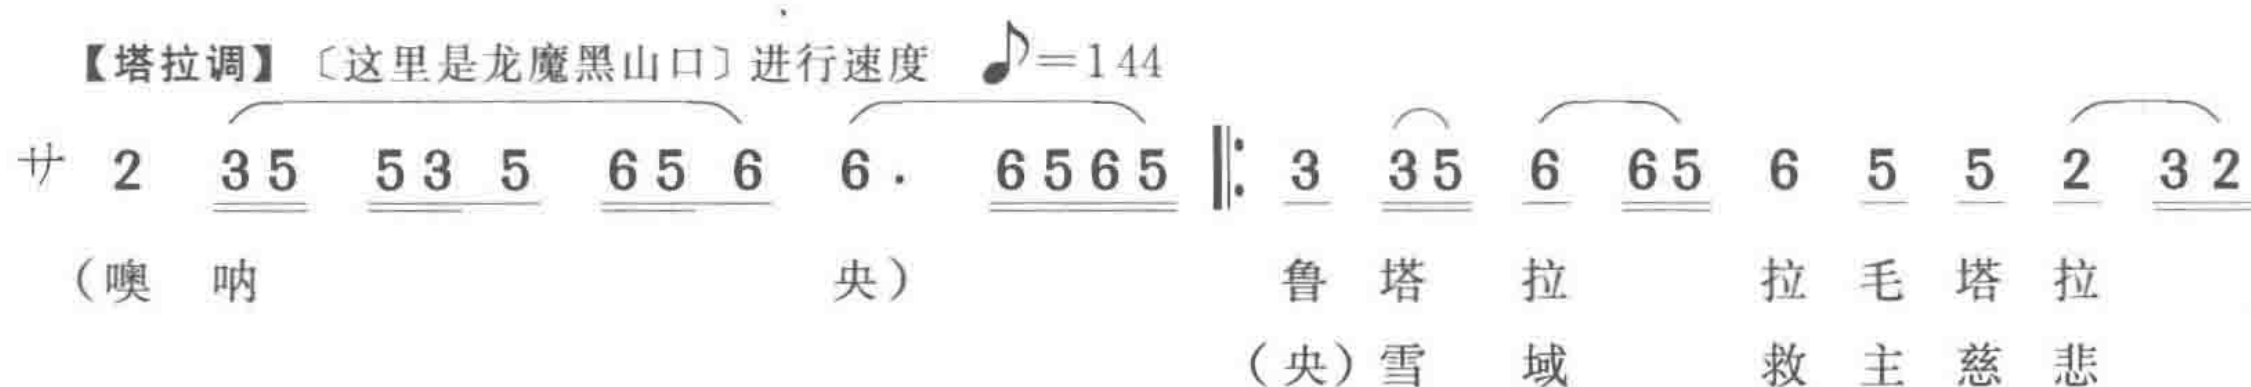 【塔拉调】〔这里是龙魔黑山口〕进行速度 ♪=144
サ 2 35 53 5 65 6 6· 6565 ‖: 3 35 6 65 6 5 5 2 32
（噢 呐 央） 鲁 塔 拉 拉 毛 塔 拉
（央）雪 域 救 主 慈 悲